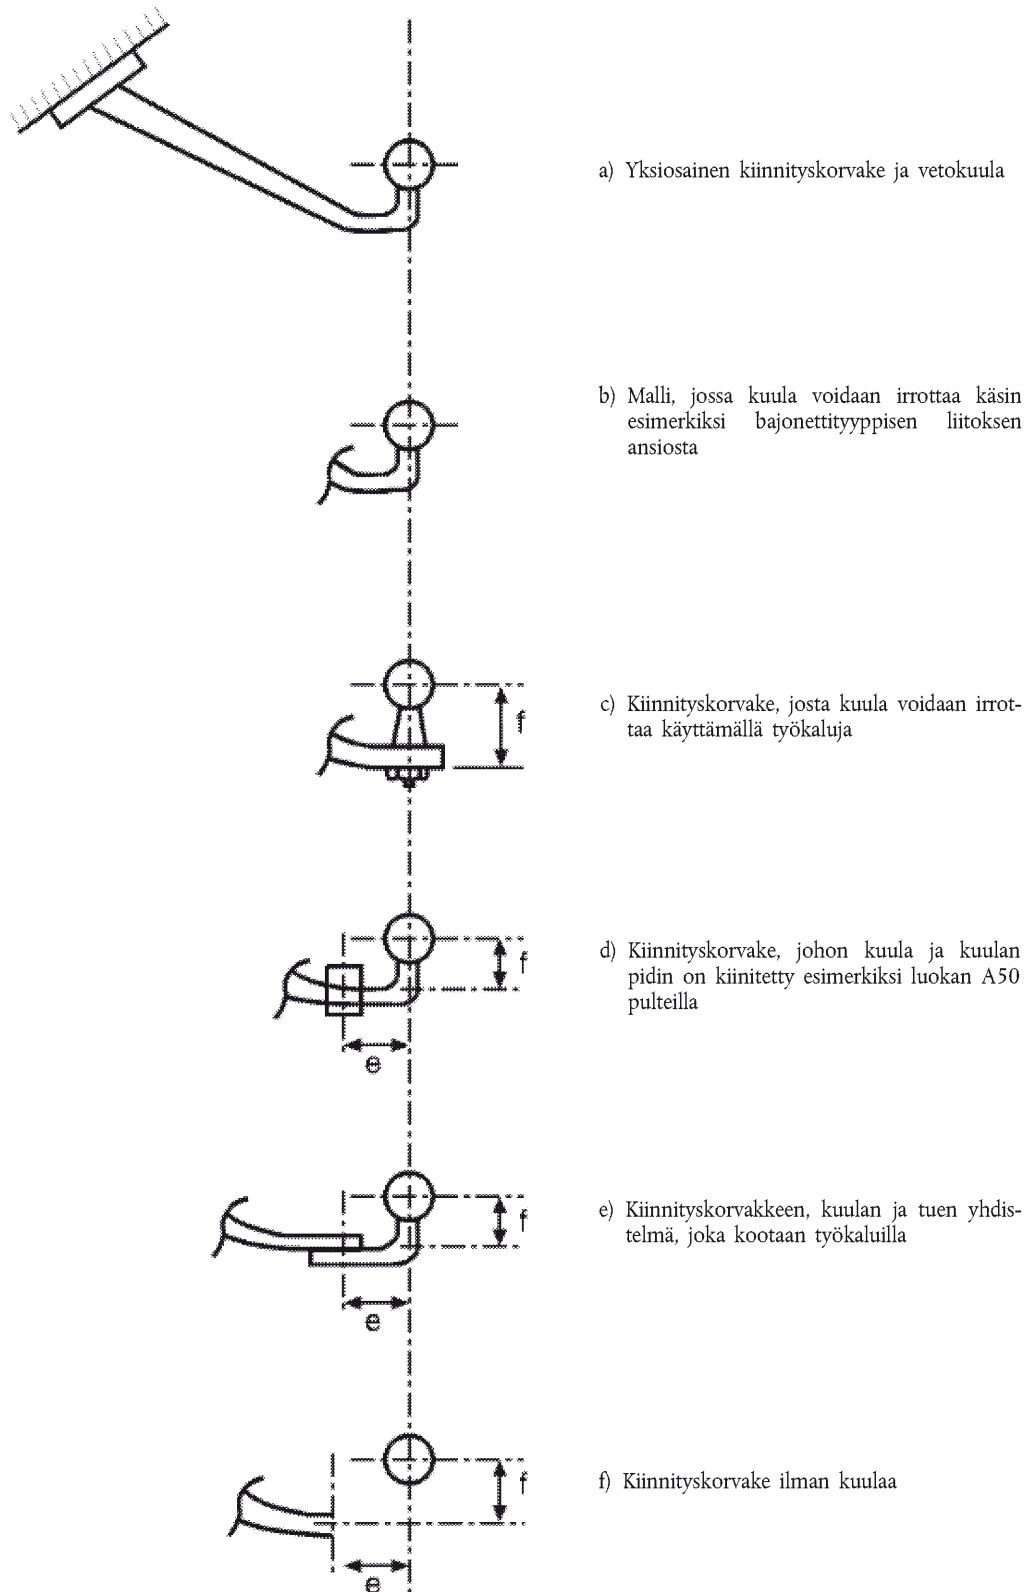 a) Yksiosainen kiinnityskorvake ja vetokuula
b) Malli, jossa kuula voidaan irrottaa käsin
esimerkiksi bajonettityyppisen liitoksen
ansiosta
f
c) Kiinnityskorvake, josta kuula voidaan irrot-
taa käyttämällä työkaluja
f
d) Kiinnityskorvake, johon kuula ja kuulan
pidin on kiinitetty esimerkiksi luokan A50
pulteilla
e
f
e) Kiinnityskorvakkeen, kuulan ja tuen yhdis-
telmä, joka kootaan työkaluilla
e
f
f) Kiinnityskorvake ilman kuulaa
e